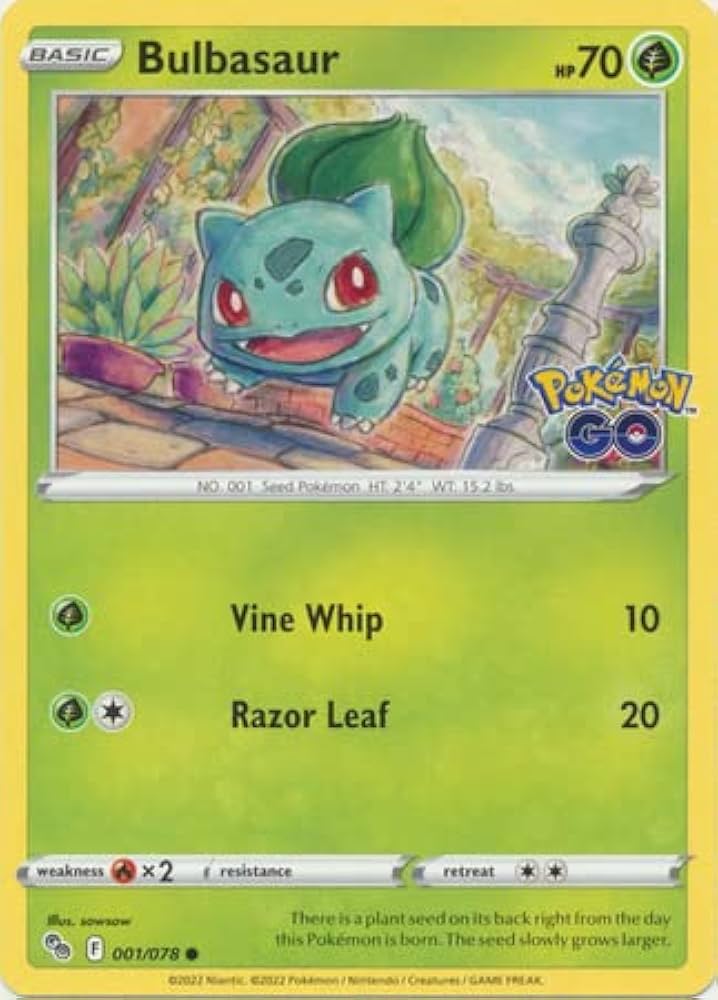 BASIC Bulbasaur HP 70
POKÉMON
GO
NO. 001 Seed Pokémon HT: 2'4" WT: 15.2 lbs
Vine Whip 10
Razor Leaf 20
weakness ×2 resistance retreat
Illus. sowsow
There is a plant seed on its back right from the day
this Pokémon is born. The seed slowly grows larger.
F 001/078
©2022 Niantic. ©2022 Pokémon / Nintendo / Creatures / GAME FREAK.